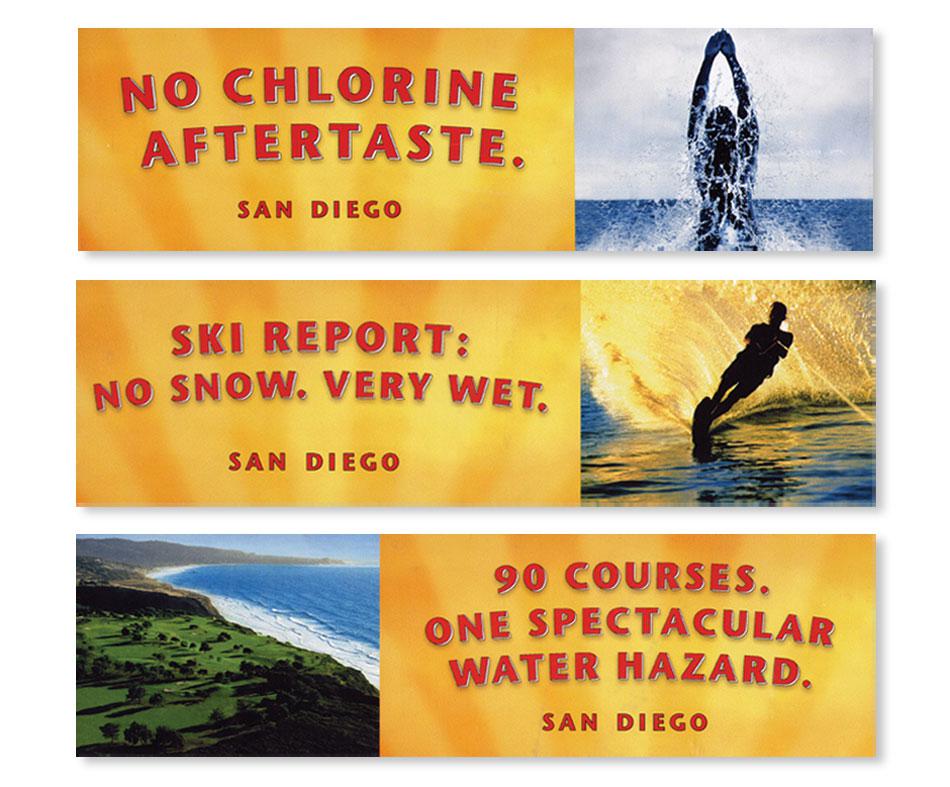 NO CHLORINE
AFTERTASTE.
SAN DIEGO
SKI REPORT:
NO SNOW. VERY WET.
SAN DIEGO
90 COURSES.
ONE SPECTACULAR
WATER HAZARD.
SAN DIEGO